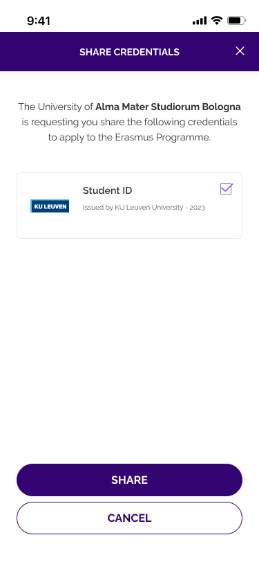 9:41
SHARE CREDENTIALS
The University of Alma Mater Studiorum Bologna
is requesting you share the following credentials
to apply to the Erasmus Programme.
Student ID
KU LEUVEN
Issued by KU Leuven University - 2023
SHARE
CANCEL